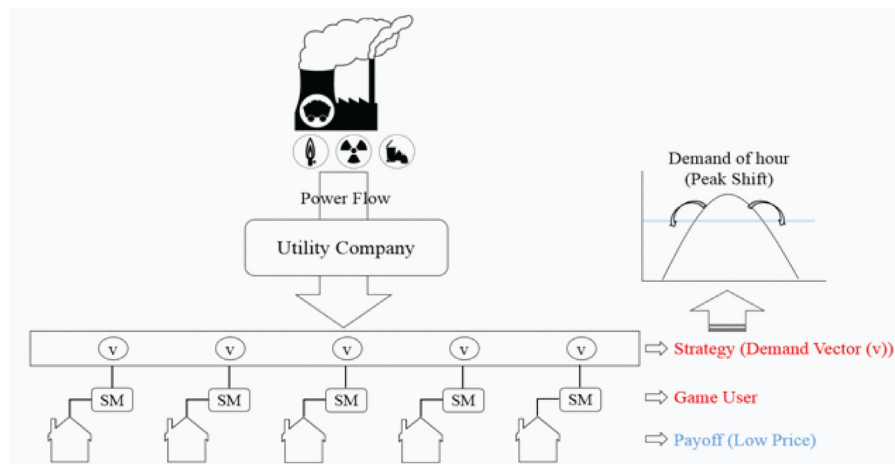 Demand of hour
(Peak Shift)
Power Flow
Utility Company
v v v v v
Strategy (Demand Vector (v))
SM SM SM SM SM
Game User
Payoff (Low Price)